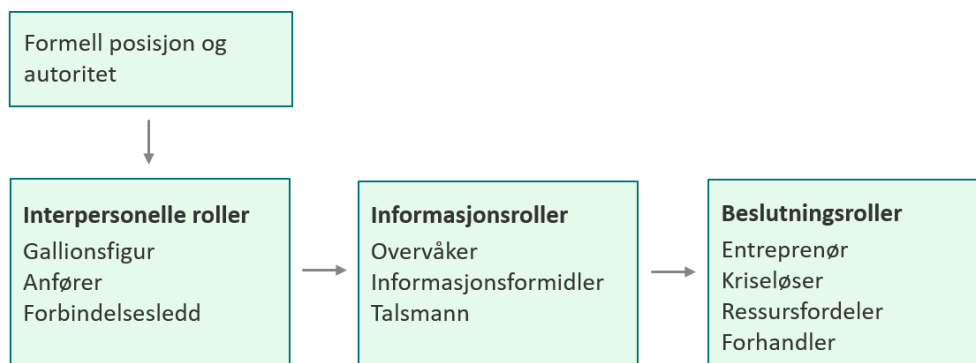 Formell posisjon og
autoritet
Interpersonelle roller
Gallionsfigur
Anfører
Forbindelsesledd
Informasjonsroller
Overvåker
Informasjonsformidler
Talsmann
Beslutningsroller
Entreprenør
Kriseløser
Ressursfordeler
Forhandler